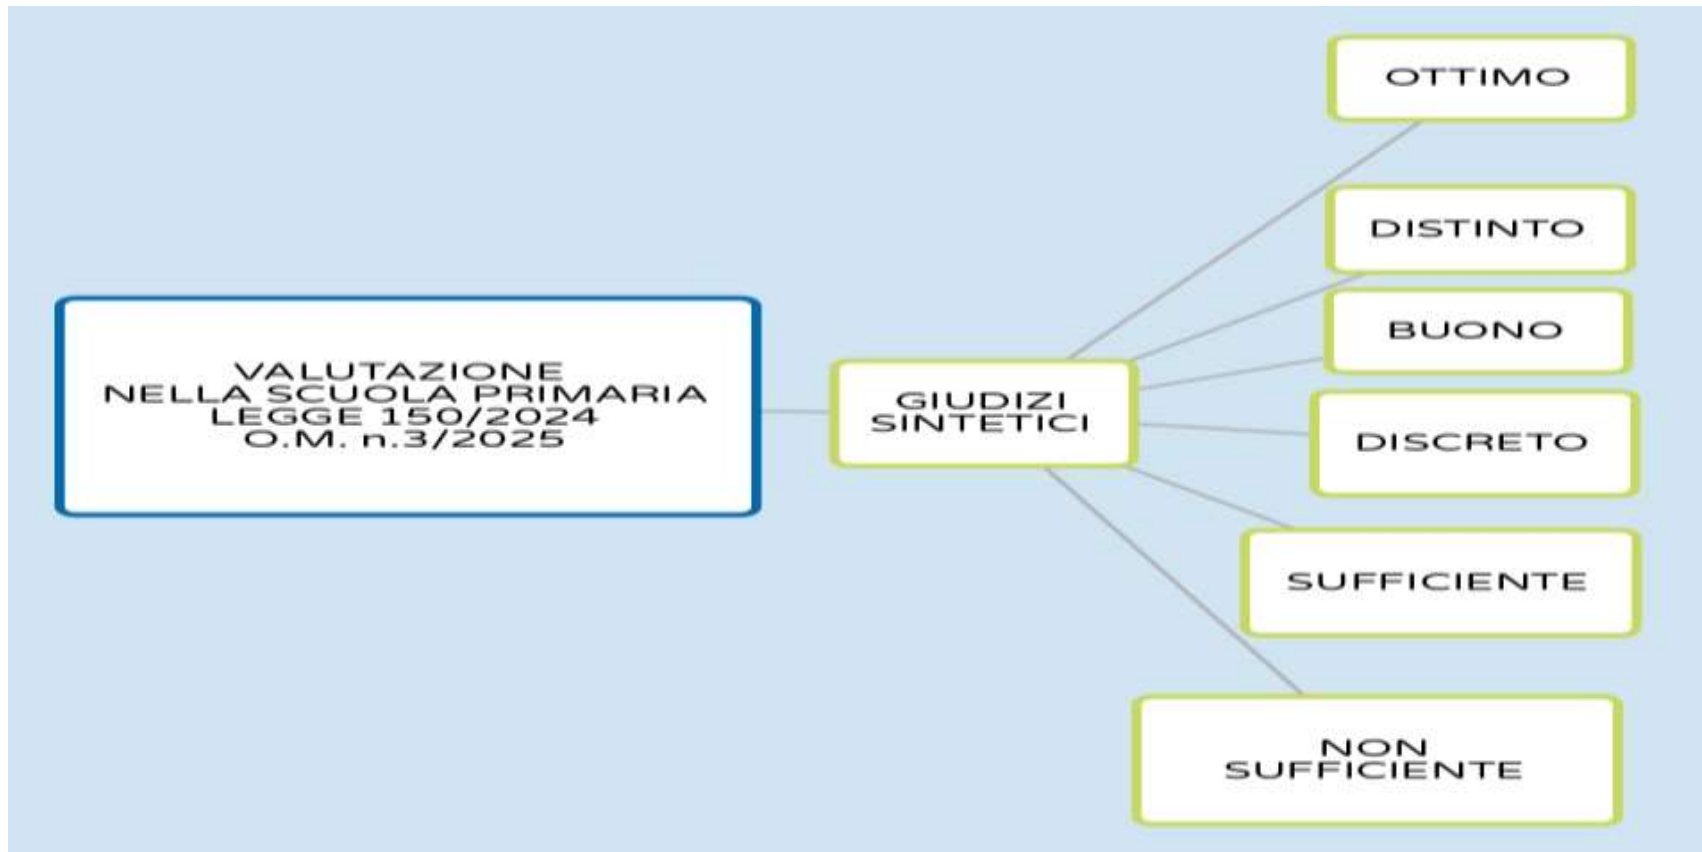 VALUTAZIONE
NELLA SCUOLA PRIMARIA
LEGGE 150/2024
O.M. n.3/2025
GIUDIZI
SINTETICI
OTTIMO
DISTINTO
BUONO
DISCRETO
SUFFICIENTE
NON
SUFFICIENTE